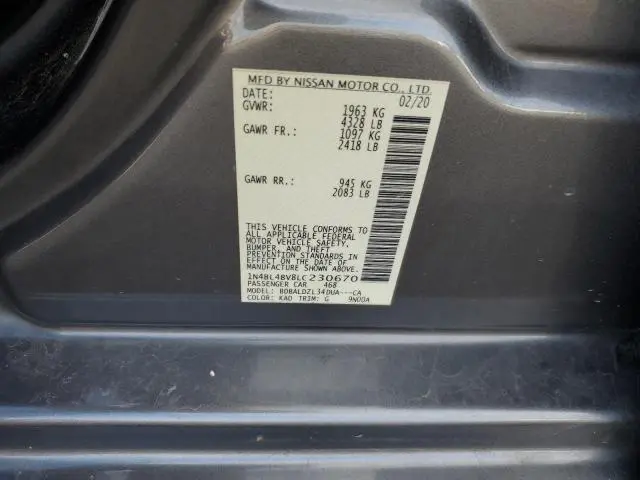 MFD BY NISSAN MOTOR CO., LTD.
DATE: 02/20
GVWR: 1963 KG
4328 LB
GAWR FR.: 1097 KG
2418 LB
GAWR RR.: 945 KG
2083 LB
THIS VEHICLE CONFORMS TO
ALL APPLICABLE FEDERAL
MOTOR VEHICLE SAFETY,
BUMPER, AND THEFT
PREVENTION STANDARDS IN
EFFECT ON THE DATE OF
MANUFACTURE SHOWN ABOVE.
1N4BL4BV8LC230670
PASSENGER CAR 468
MODEL: BDBALDZL34DUA---CA
COLOR: KAD TRIM: G 9N00A